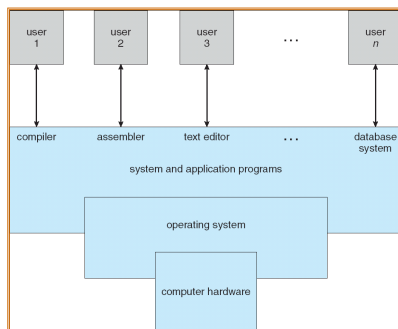 user
1
user
2
user
3
...
user
n
compiler
assembler
text editor
...
database
system
system and application programs
operating system
computer hardware